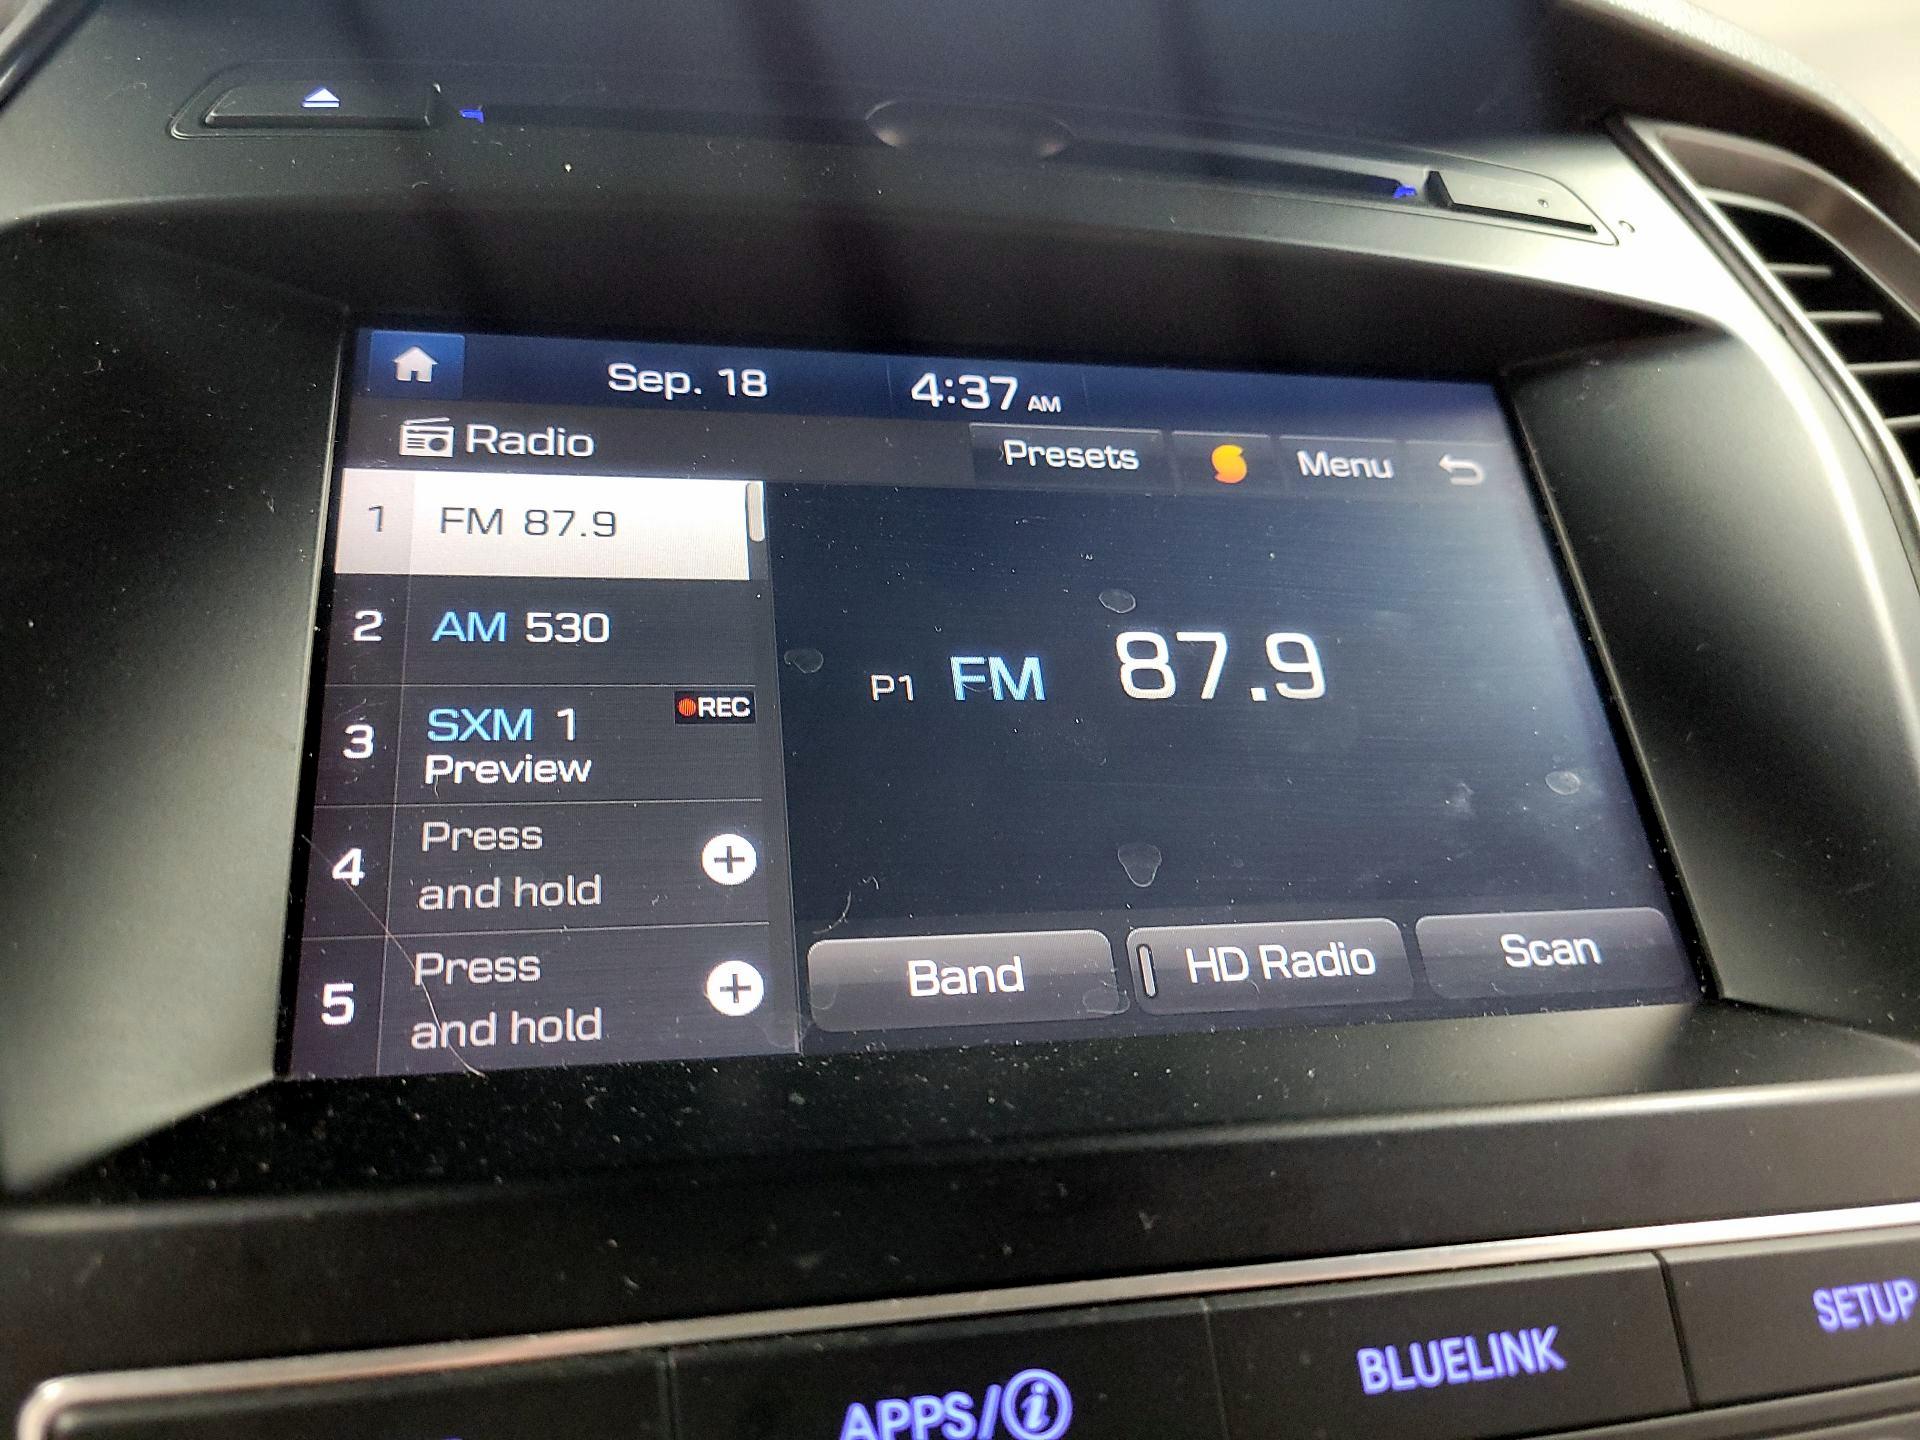 Sep. 18 4:37 AM
Radio Presets Menu
1 FM 87.9
2 AM 530
3 SXM 1 REC
Preview
4 Press
and hold
5 Press
and hold
P1 FM 87.9
Band HD Radio Scan
APPS/i BLUELINK SETUP